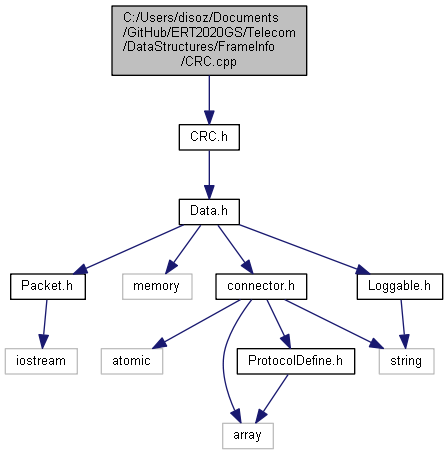 C:/Users/disoz/Documents
/GitHub/ERT2020GS/Telecom
/DataStructures/FrameInfo
/CRC.cpp
CRC.h
Data.h
Packet.h
memory
connector.h
Loggable.h
iostream
atomic
ProtocolDefine.h
string
array